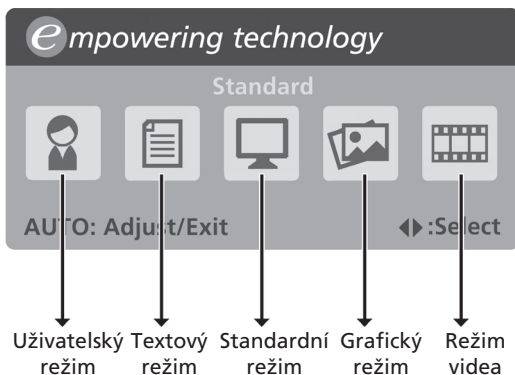 empowering technology
Standard
AUTO: Adjust/Exit :Select
Uživatelský Textový Standardní Grafický Režim
režim režim režim režim videa